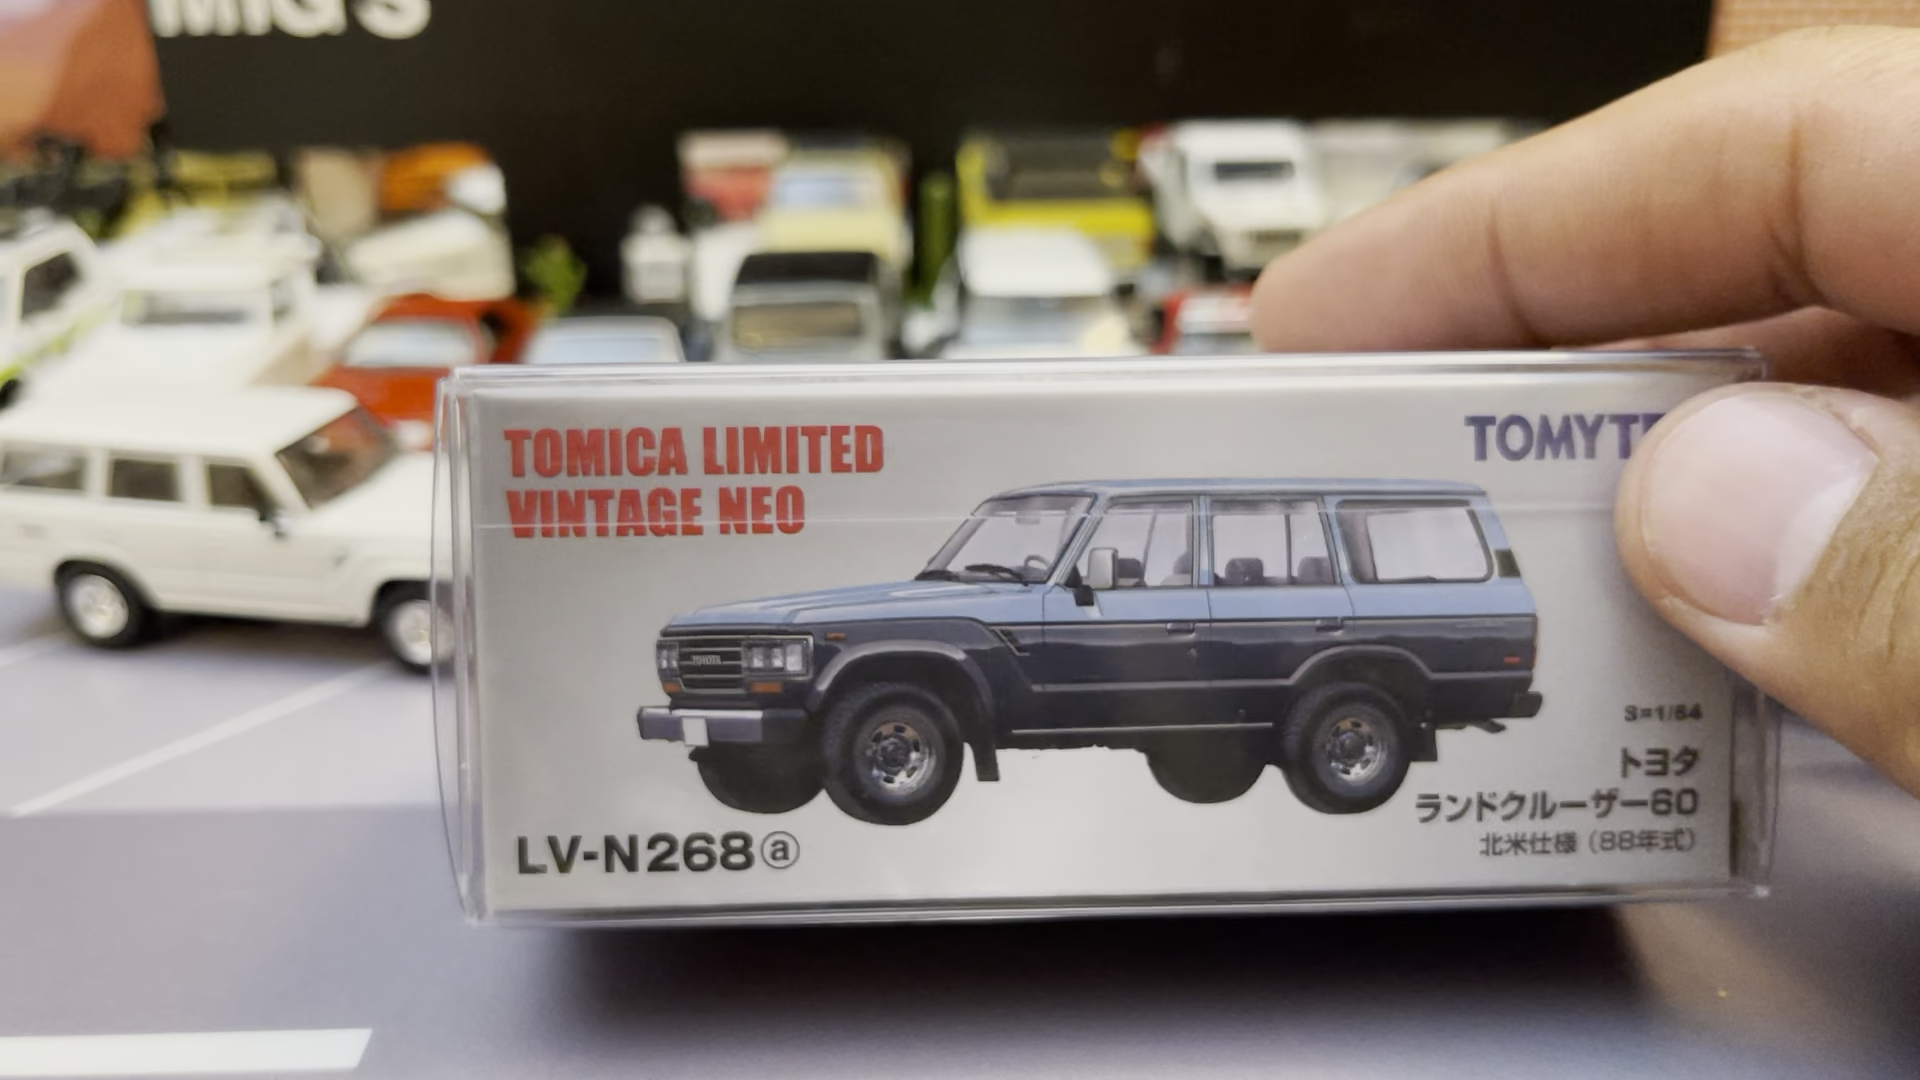 MIG'S
TOMICA LIMITED
VINTAGE NEO
TOMYTE
TOYOTA
S=1/64
トヨタ
ランドクルーザー60
北米仕様（88年式）
LV-N268ⓐ